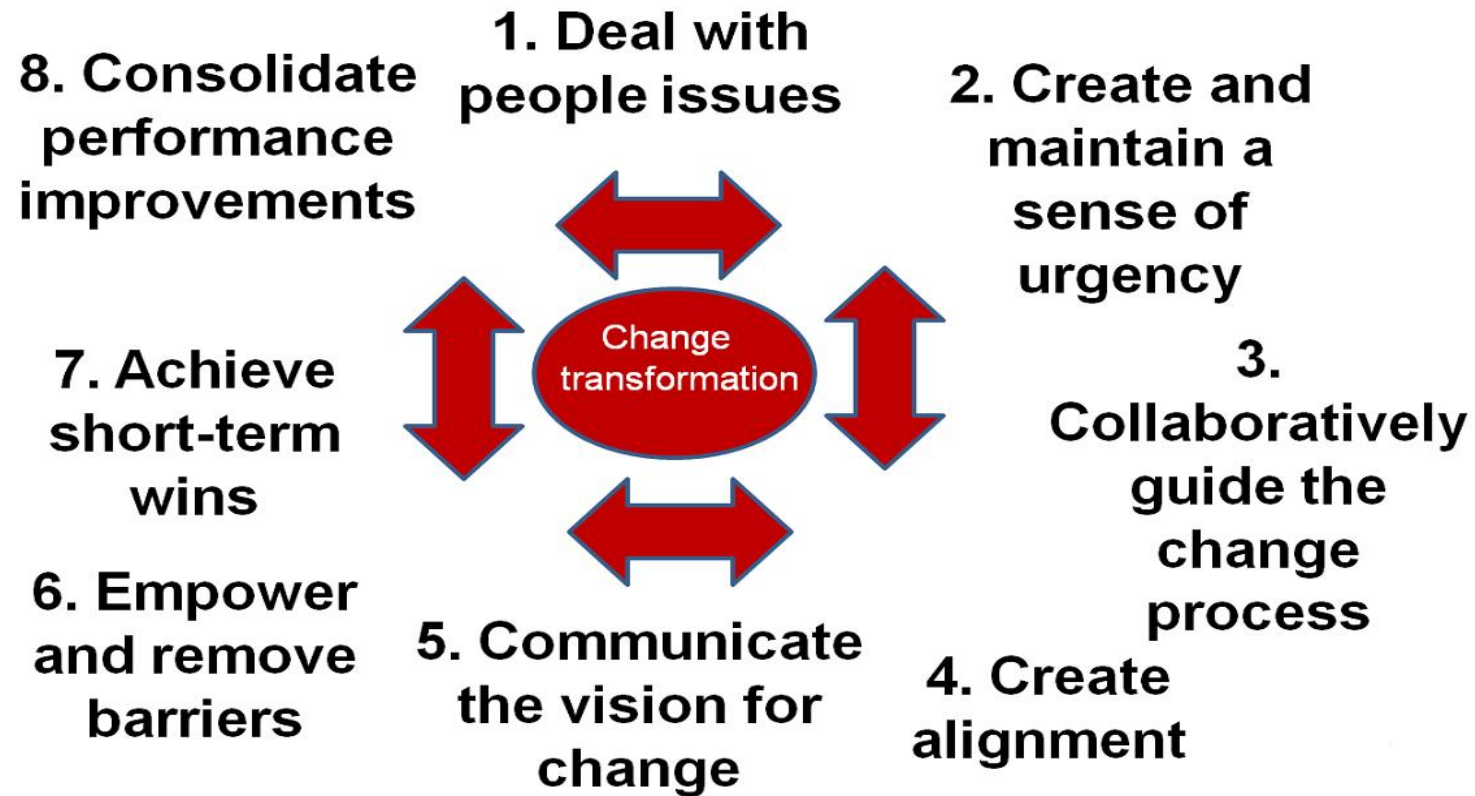 1. Deal with
people issues
2. Create and
maintain a
sense of
urgency
3.
Collaboratively
guide the
change
process
4. Create
alignment
5. Communicate
the vision for
change
6. Empower
and remove
barriers
7. Achieve
short-term
wins
8. Consolidate
performance
improvements
Change
transformation